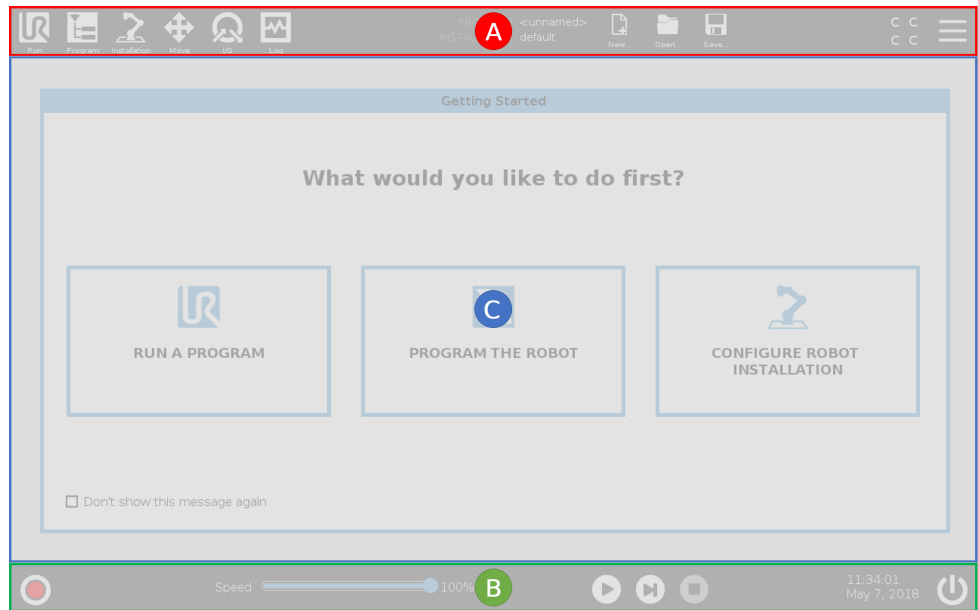 <unnamed>
default
A
C C
C C
Run
Program
Installation
Move
I/O
Log
New...
Open...
Save...
Getting Started
What would you like to do first?
C
RUN A PROGRAM
PROGRAM THE ROBOT
CONFIGURE ROBOT
INSTALLATION
Don't show this message again
Speed
100%
B
11:34:01
May 7, 2018